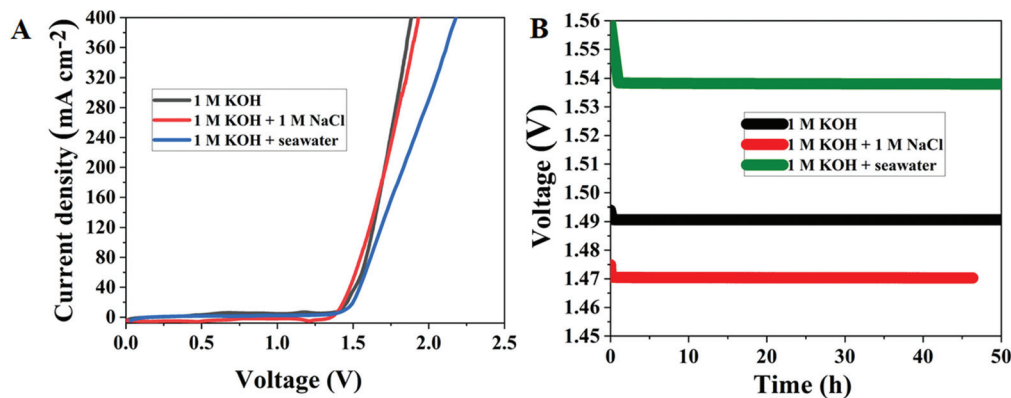 A
Current density (mA cm⁻²)
400
360
320
280
240
200
160
120
80
40
0
1 M KOH
1 M KOH + 1 M NaCl
1 M KOH + seawater
0.0 0.5 1.0 1.5 2.0 2.5
Voltage (V)
B
Voltage (V)
1.56
1.55
1.54
1.53
1.52
1.51
1.50
1.49
1.48
1.47
1.46
1.45
1 M KOH
1 M KOH + 1 M NaCl
1 M KOH + seawater
0 10 20 30 40 50
Time (h)